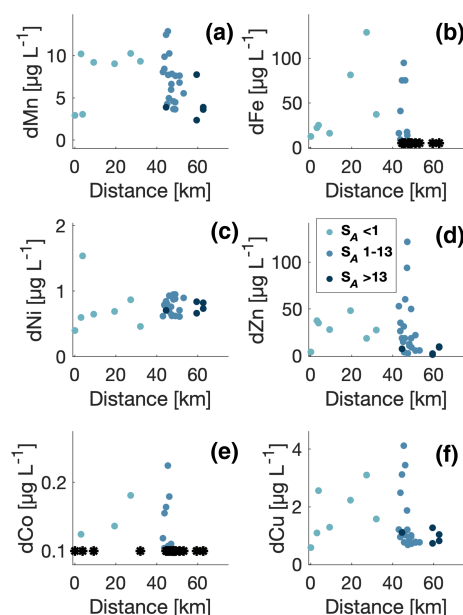 (a)
dMn [µg L⁻¹]
10
5
0
0 20 40 60
Distance [km]
(b)
dFe [µg L⁻¹]
100
50
0
0 20 40 60
Distance [km]
(c)
dNi [µg L⁻¹]
2
1
0
0 20 40 60
Distance [km]
S_A <1
S_A 1-13
S_A >13
(d)
dZn [µg L⁻¹]
100
50
0
0 20 40 60
Distance [km]
(e)
dCo [µg L⁻¹]
0.2
0.1
0 20 40 60
Distance [km]
(f)
dCu [µg L⁻¹]
4
2
0
0 20 40 60
Distance [km]